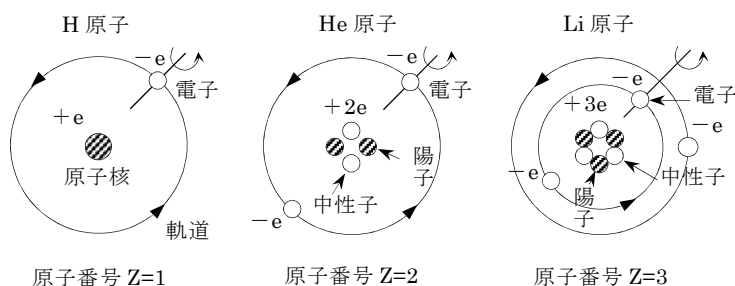 H 原子
−e
電子
+e
原子核
軌道
原子番号 Z=1
He 原子
−e
電子
+2e
陽子
中性子
−e
原子番号 Z=2
Li 原子
−e
電子
+3e
−e
中性子
−e
陽子
原子番号 Z=3